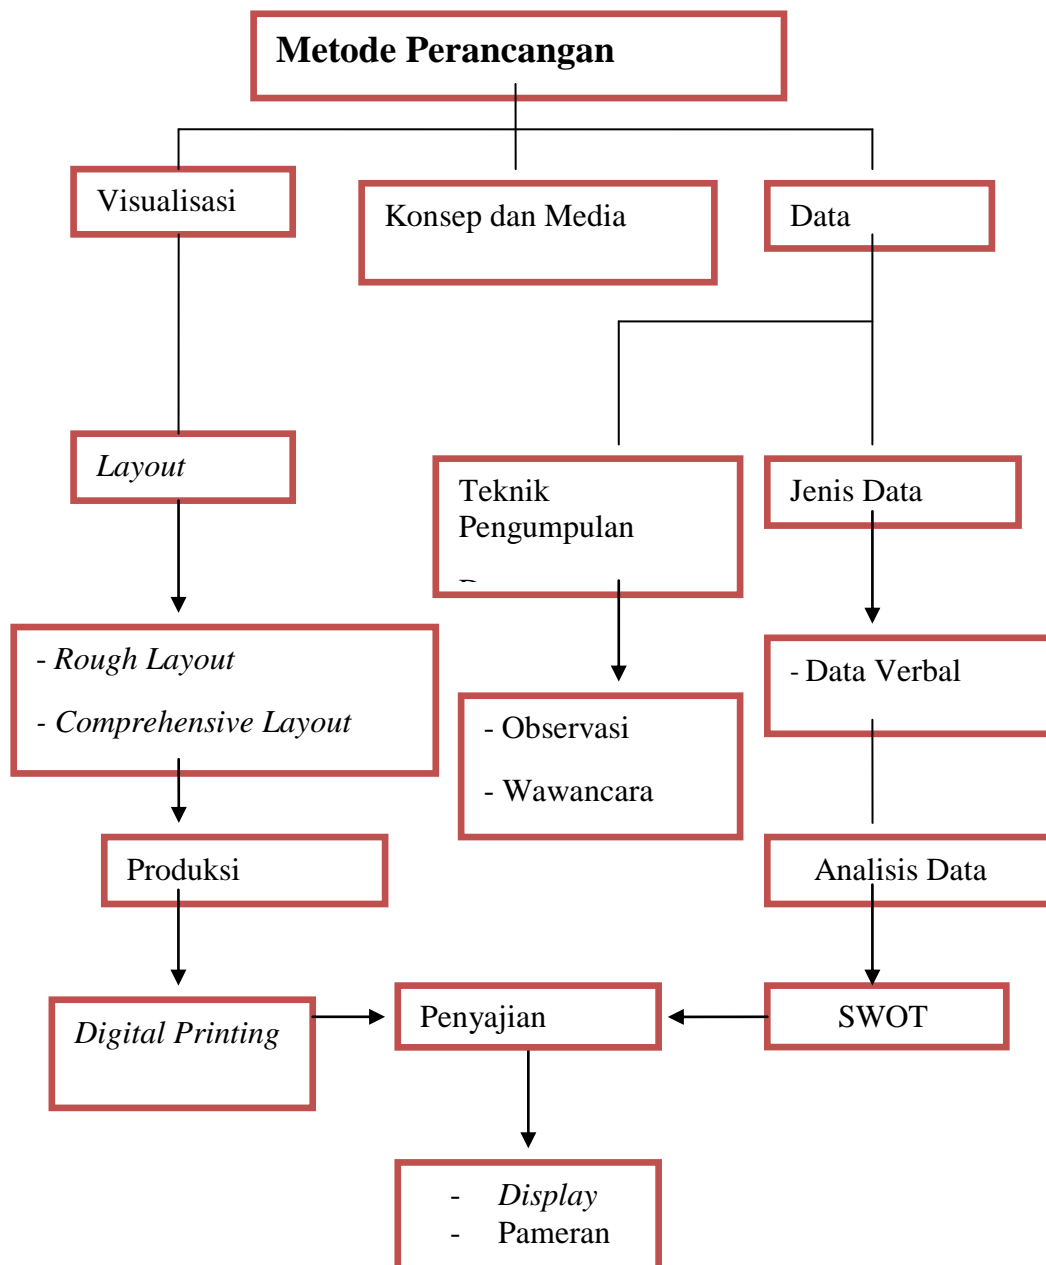 Metode Perancangan
Visualisasi
Konsep dan Media
Data
Layout
Teknik
Pengumpulan
Jenis Data
- Rough Layout
- Comprehensive Layout
- Observasi
- Wawancara
- Data Verbal
Produksi
Analisis Data
Digital Printing
Penyajian
SWOT
- Display
- Pameran